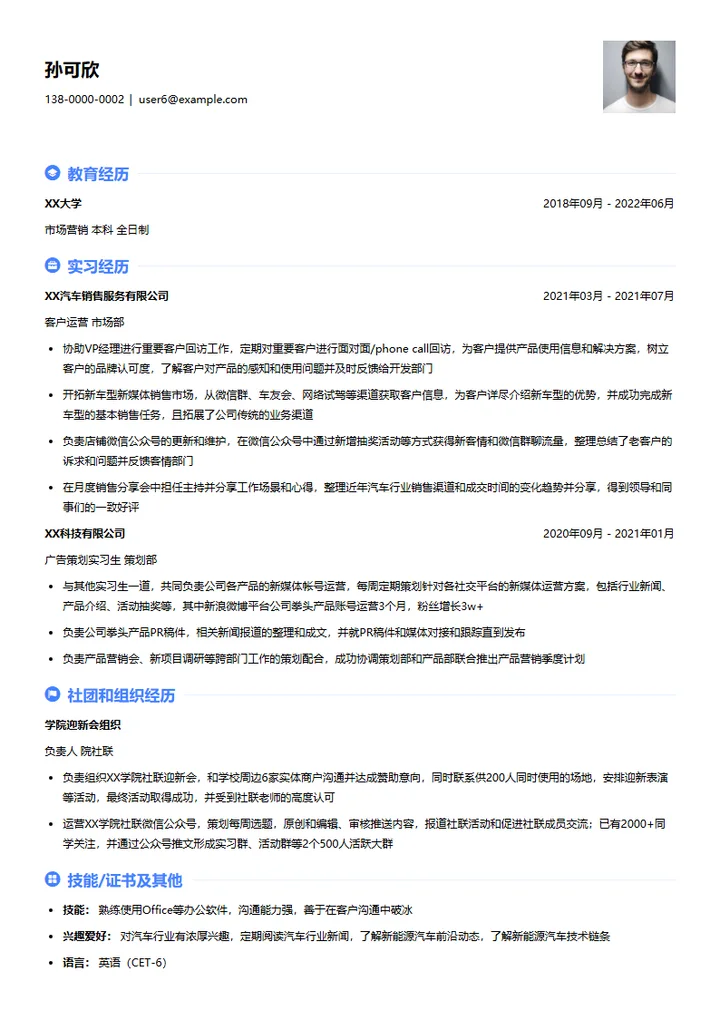 孙可欣
138-0000-0002 | user6@example.com
教育经历
XX大学 2018年09月 - 2022年06月
市场营销 本科 全日制
实习经历
XX汽车销售服务有限公司 2021年03月 - 2021年07月
客户运营 市场部
• 协助VP经理进行重要客户回访工作，定期对重要客户进行面对面/phone call回访，为客户提供产品使用信息和解决方案，树立
客户的品牌认可度，了解客户对产品的感知和使用问题并及时反馈给开发部门
• 开拓新车型新媒体销售市场，从微信群、车友会、网络试驾等渠道获取客户信息，为客户详尽介绍新车型的优势，并成功完成新
车型的基本销售任务，且拓展了公司传统的业务渠道
• 负责店铺微信公众号的更新和维护，在微信公众号中通过新增抽奖活动等方式获得新客情和微信群聊流量，整理总结了老客户的
诉求和问题并反馈客情部门
• 在月度销售分享会中担任主持并分享工作场景和心得，整理近年汽车行业销售渠道和成交时间的变化趋势并分享，得到领导和同
事们的一致好评
XX科技有限公司 2020年09月 - 2021年01月
广告策划实习生 策划部
• 与其他实习生一道，共同负责公司各产品的新媒体帐号运营，每周定期策划针对各社交平台的新媒体运营方案，包括行业新闻、
产品介绍、活动抽奖等，其中新浪微博平台公司拳头产品账号运营3个月，粉丝增长3w+
• 负责公司拳头产品PR稿件，相关新闻报道的整理和成文，并就PR稿件和媒体对接和跟踪直到发布
• 负责产品营销会、新项目调研等跨部门工作的策划配合，成功协调策划部和产品部联合推出产品营销季度计划
社团和组织经历
学院迎新会组织
负责人 院社联
• 负责组织XX学院社联迎新会，和学校周边6家实体商户沟通并达成赞助意向，同时联系供200人同时使用的场地，安排迎新表演
等活动，最终活动取得成功，并受到社联老师的高度认可
• 运营XX学院社联微信公众号，策划每周选题，原创和编辑、审核推送内容，报道社联活动和促进社联成员交流；已有2000+同
学关注，并通过公众号推文形成实习群、活动群等2个500人活跃大群
技能/证书及其他
• 技能： 熟练使用Office等办公软件，沟通能力强，善于在客户沟通中破冰
• 兴趣爱好： 对汽车行业有浓厚兴趣，定期阅读汽车行业新闻，了解新能源汽车前沿动态，了解新能源汽车技术链条
• 语言： 英语（CET-6）